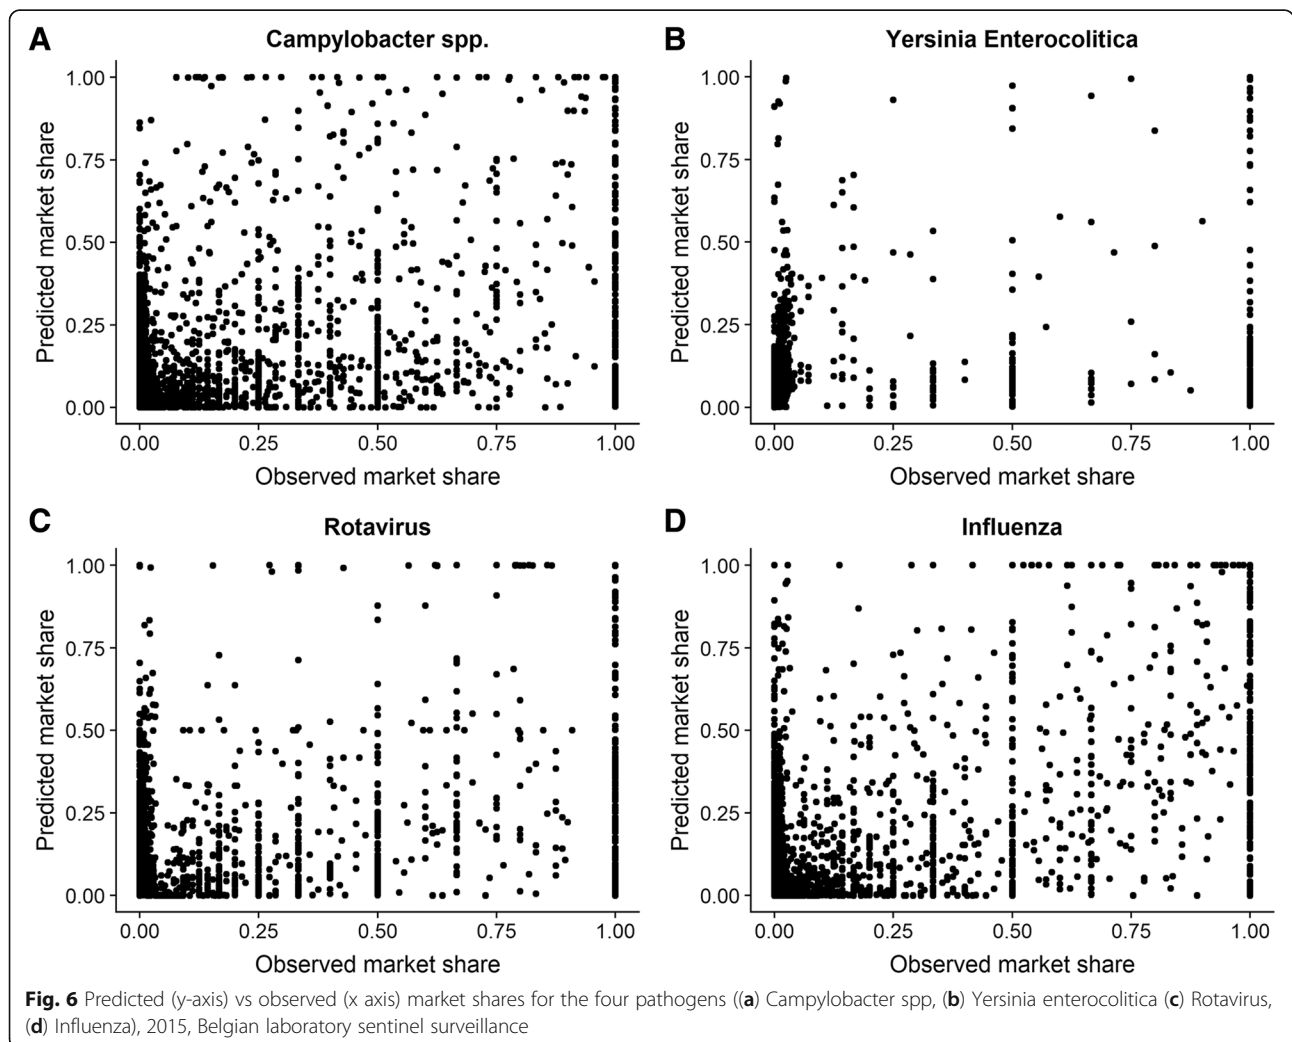 A
Campylobacter spp.
1.00
0.75
0.50
0.25
0.00
Predicted market share
0.00 0.25 0.50 0.75 1.00
Observed market share
B
Yersinia Enterocolitica
1.00
0.75
0.50
0.25
0.00
Predicted market share
0.00 0.25 0.50 0.75 1.00
Observed market share
C
Rotavirus
1.00
0.75
0.50
0.25
0.00
Predicted market share
0.00 0.25 0.50 0.75 1.00
Observed market share
D
Influenza
1.00
0.75
0.50
0.25
0.00
Predicted market share
0.00 0.25 0.50 0.75 1.00
Observed market share
Fig. 6 Predicted (y-axis) vs observed (x axis) market shares for the four pathogens ((a) Campylobacter spp, (b) Yersinia enterocolitica (c) Rotavirus,
(d) Influenza), 2015, Belgian laboratory sentinel surveillance